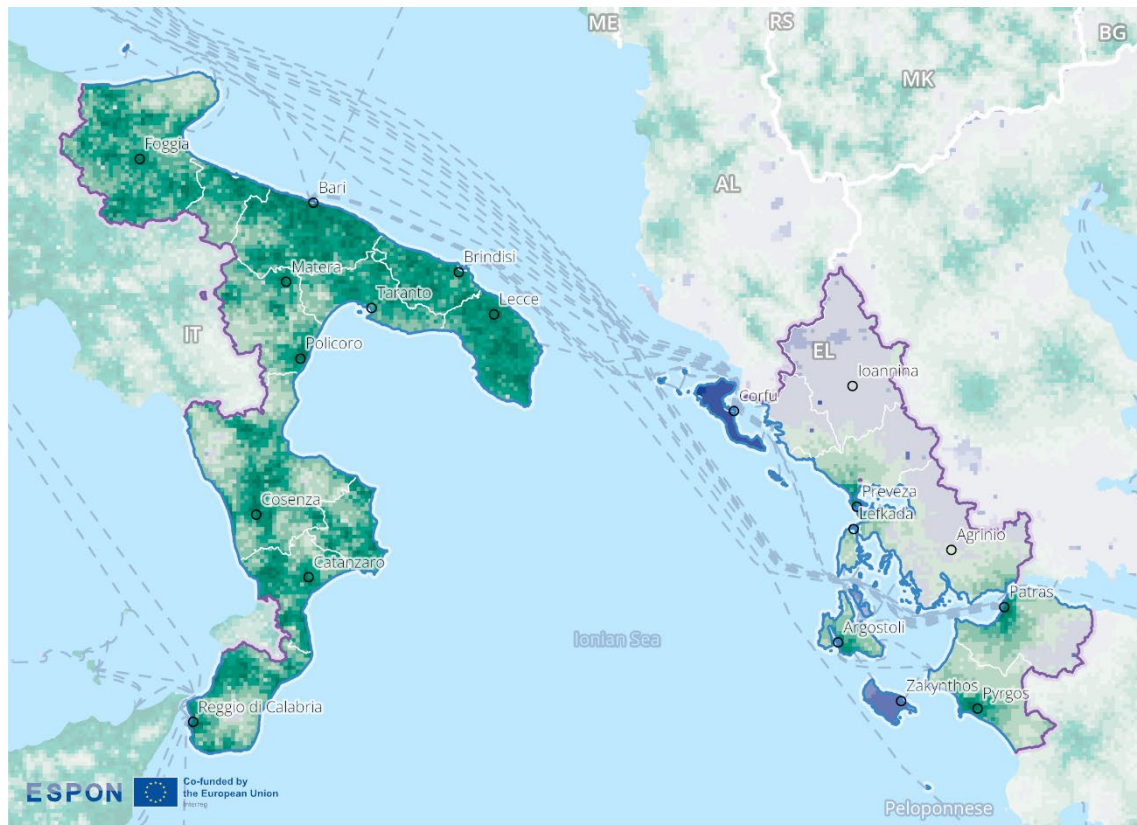 ME
RS
BG
MK
Foggia
AL
Bari
Brindisi
Matera
Taranto
Lecce
IT
EL
Policoro
Ioannina
Corfu
Preveza
Cosenza
Lefkada
Agrinio
Catanzaro
Patras
Ionian Sea
Argostoli
Zakynthos
Pyrgos
Reggio di Calabria
ESPON
Co-funded by
the European Union
Interreg
Peloponnese